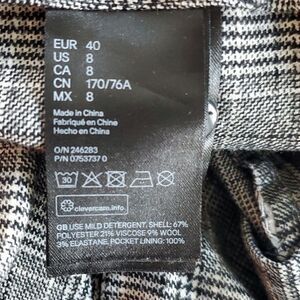 EUR 40
US 8
CA 8
CN 170/76A
MX 8
Made in China
Fabriqué en Chine
Hecho en China
O/N 246283
P/N 0753737 0
30
clevercare.info.
GB USE MILD DETERGENT. SHELL: 67%
POLYESTER 21% VISCOSE 9% WOOL
3% ELASTANE. POCKET LINING: 100%